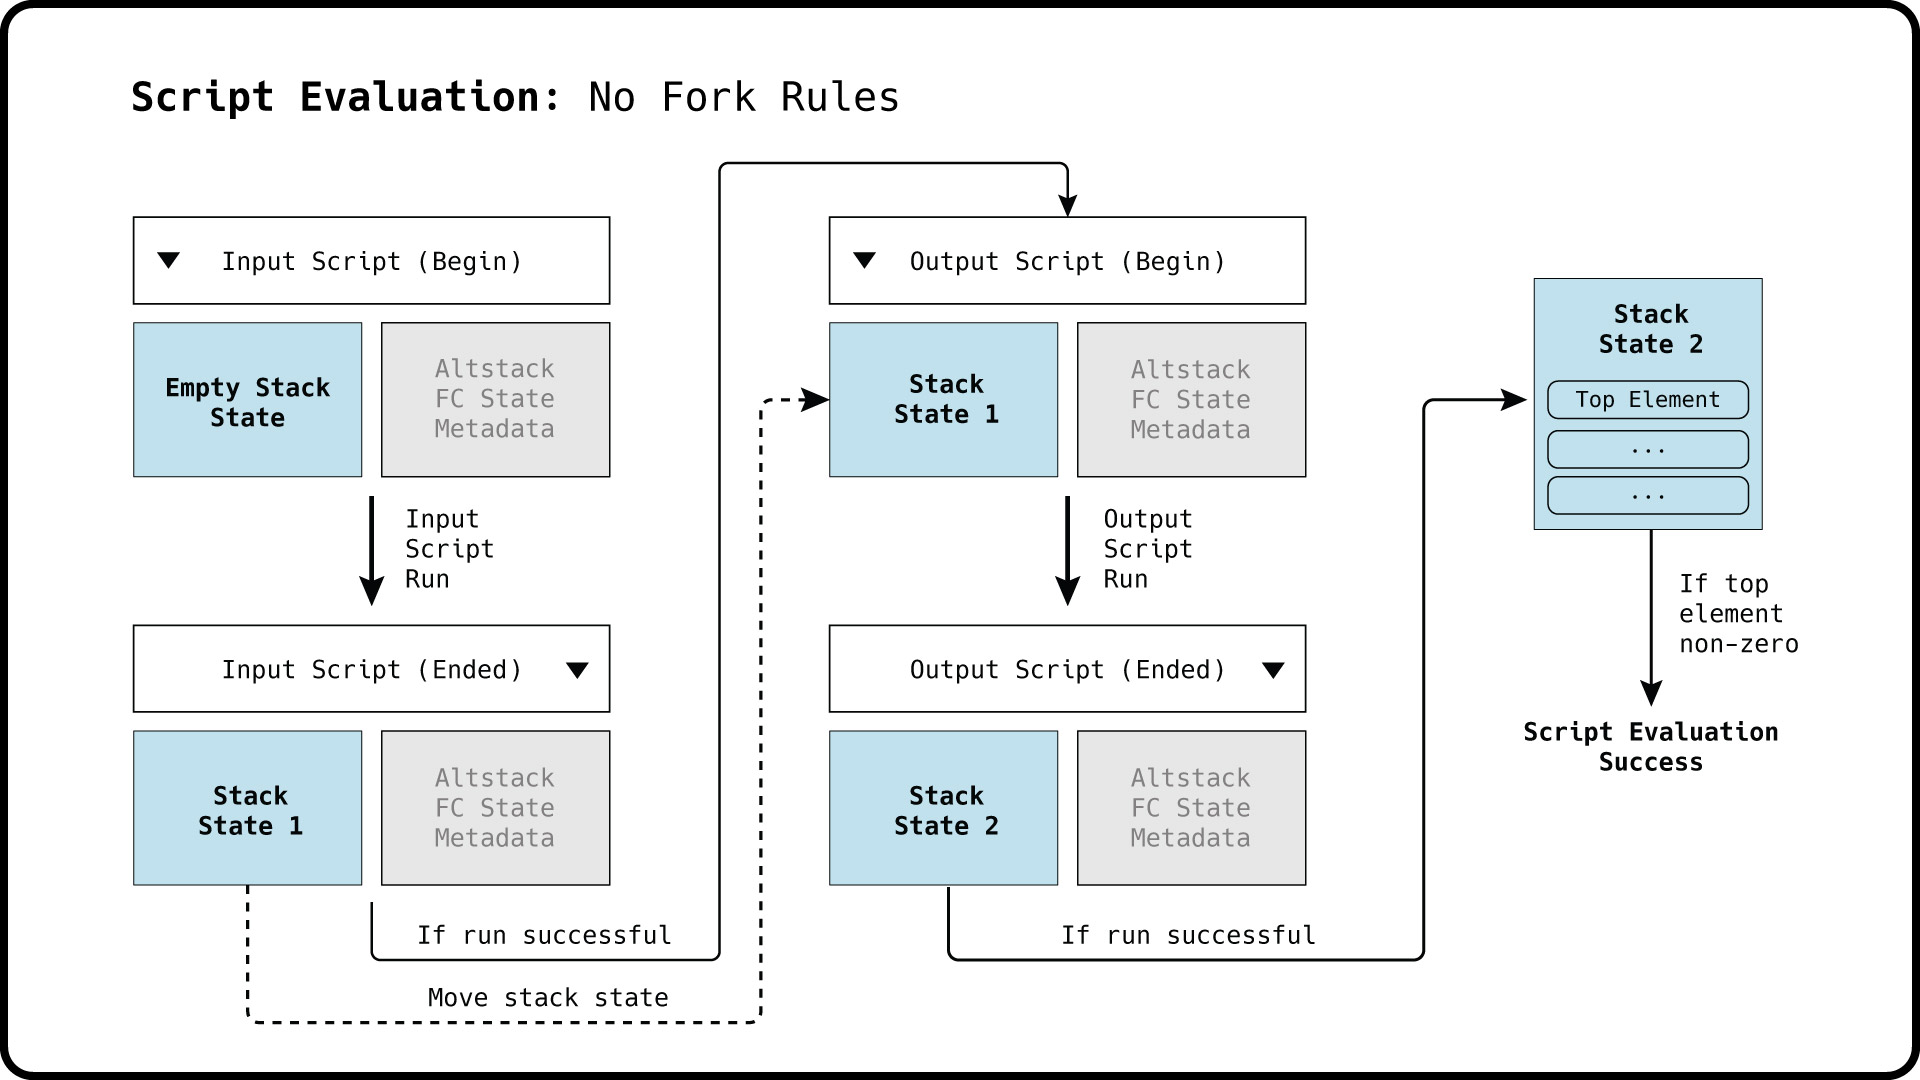 Script Evaluation: No Fork Rules
Input Script (Begin)
Empty Stack
State
Altstack
FC State
Metadata
Input
Script
Run
Input Script (Ended)
Stack
State 1
Altstack
FC State
Metadata
If run successful
Move stack state
Output Script (Begin)
Stack
State 1
Altstack
FC State
Metadata
Output
Script
Run
Output Script (Ended)
Stack
State 2
Altstack
FC State
Metadata
If run successful
Stack
State 2
Top Element
...
...
If top
element
non-zero
Script Evaluation
Success